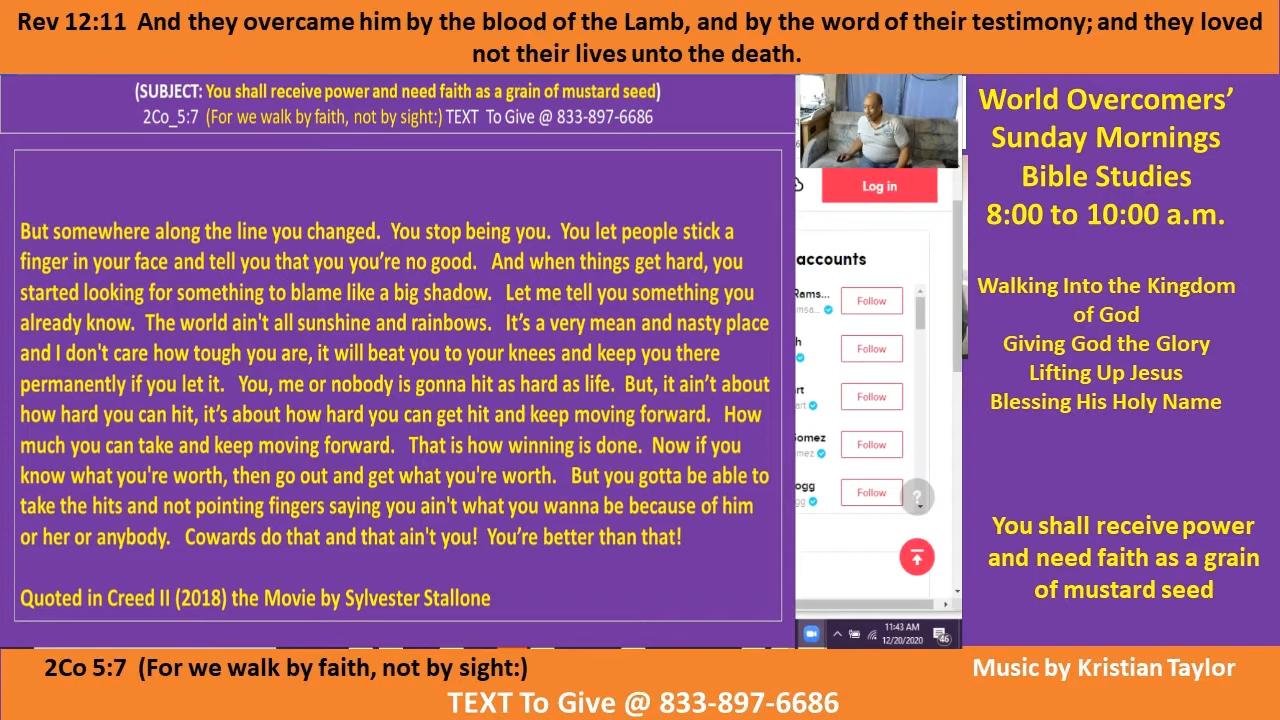 Rev 12:11 And they overcame him by the blood of the Lamb, and by the word of their testimony; and they loved
not their lives unto the death.
(SUBJECT: You shall receive power and need faith as a grain of mustard seed)
2Co_5:7 (For we walk by faith, not by sight:) TEXT To Give @ 833-897-6686
But somewhere along the line you changed. You stop being you. You let people stick a
finger in your face and tell you that you you’re no good. And when things get hard, you
started looking for something to blame like a big shadow. Let me tell you something you
already know. The world ain't all sunshine and rainbows. It’s a very mean and nasty place
and I don't care how tough you are, it will beat you to your knees and keep you there
permanently if you let it. You, me or nobody is gonna hit as hard as life. But, it ain’t about
how hard you can hit, it’s about how hard you can get hit and keep moving forward. How
much you can take and keep moving forward. That is how winning is done. Now if you
know what you're worth, then go out and get what you're worth. But you gotta be able to
take the hits and not pointing fingers saying you ain't what you wanna be because of him
or her or anybody. Cowards do that and that ain't you! You’re better than that!
Quoted in Creed II (2018) the Movie by Sylvester Stallone
Log in
accounts
Rams...
Follow
Follow
Follow
Gomez
Follow
Follow
?
11:43 AM
12/20/2020
46
World Overcomers’
Sunday Mornings
Bible Studies
8:00 to 10:00 a.m.
Walking Into the Kingdom
of God
Giving God the Glory
Lifting Up Jesus
Blessing His Holy Name
You shall receive power
and need faith as a grain
of mustard seed
2Co 5:7 (For we walk by faith, not by sight:)
Music by Kristian Taylor
TEXT To Give @ 833-897-6686